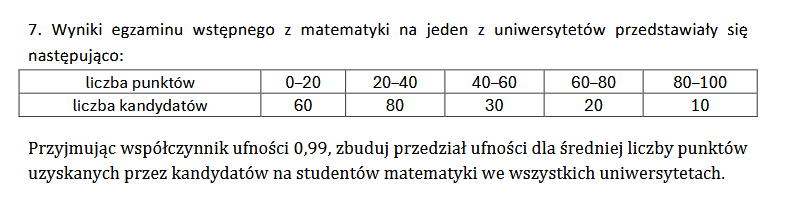 7. Wyniki egzaminu wstępnego z matematyki na jeden z uniwersytetów przedstawiały się
następująco:
liczba punktów 0–20 20–40 40–60 60–80 80–100
liczba kandydatów 60 80 30 20 10
Przyjmując współczynnik ufności 0,99, zbuduj przedział ufności dla średniej liczby punktów
uzyskanych przez kandydatów na studentów matematyki we wszystkich uniwersytetach.